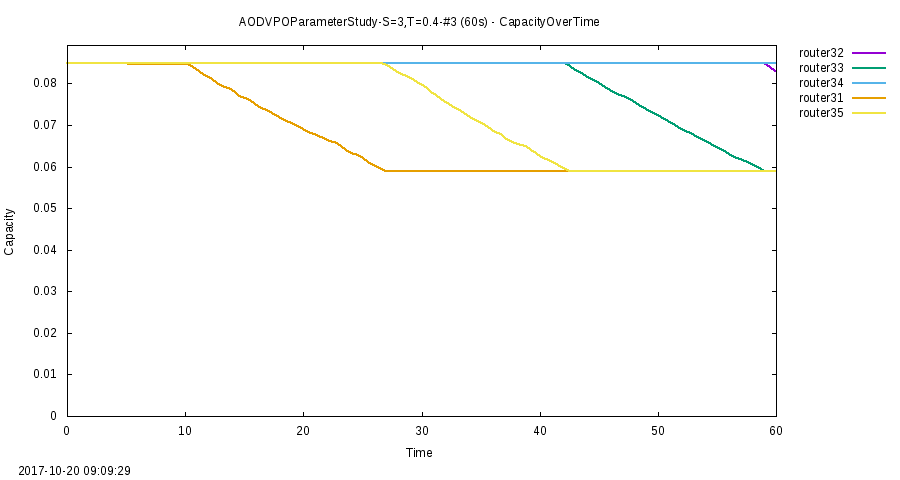 AODVPOParameterStudy-S=3,T=0.4-#3 (60s) - CapacityOverTime
router32
router33
router34
router31
router35
0.08
0.07
0.06
0.05
0.04
0.03
0.02
0.01
0
Capacity
0 10 20 30 40 50 60
Time
2017-10-20 09:09:29